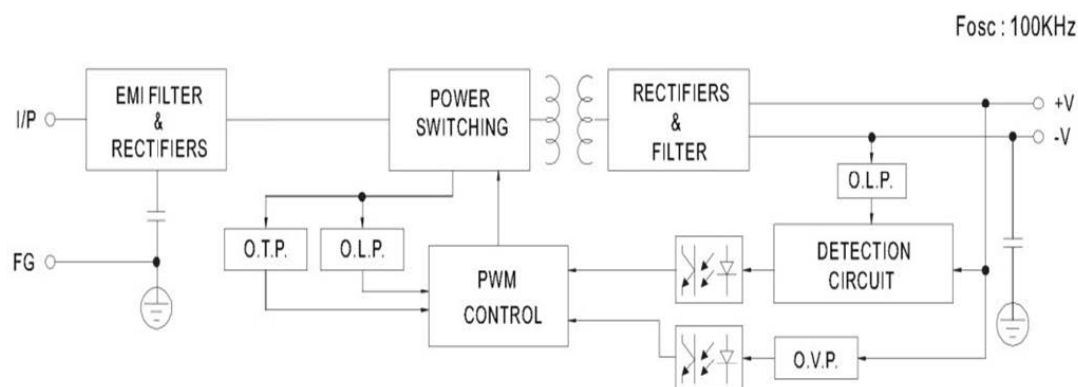 Fosc : 100KHz
I/P
EMI FILTER
&
RECTIFIERS
POWER
SWITCHING
RECTIFIERS
&
FILTER
+V
-V
O.L.P.
FG
O.T.P.
O.L.P.
PWM
CONTROL
DETECTION
CIRCUIT
O.V.P.